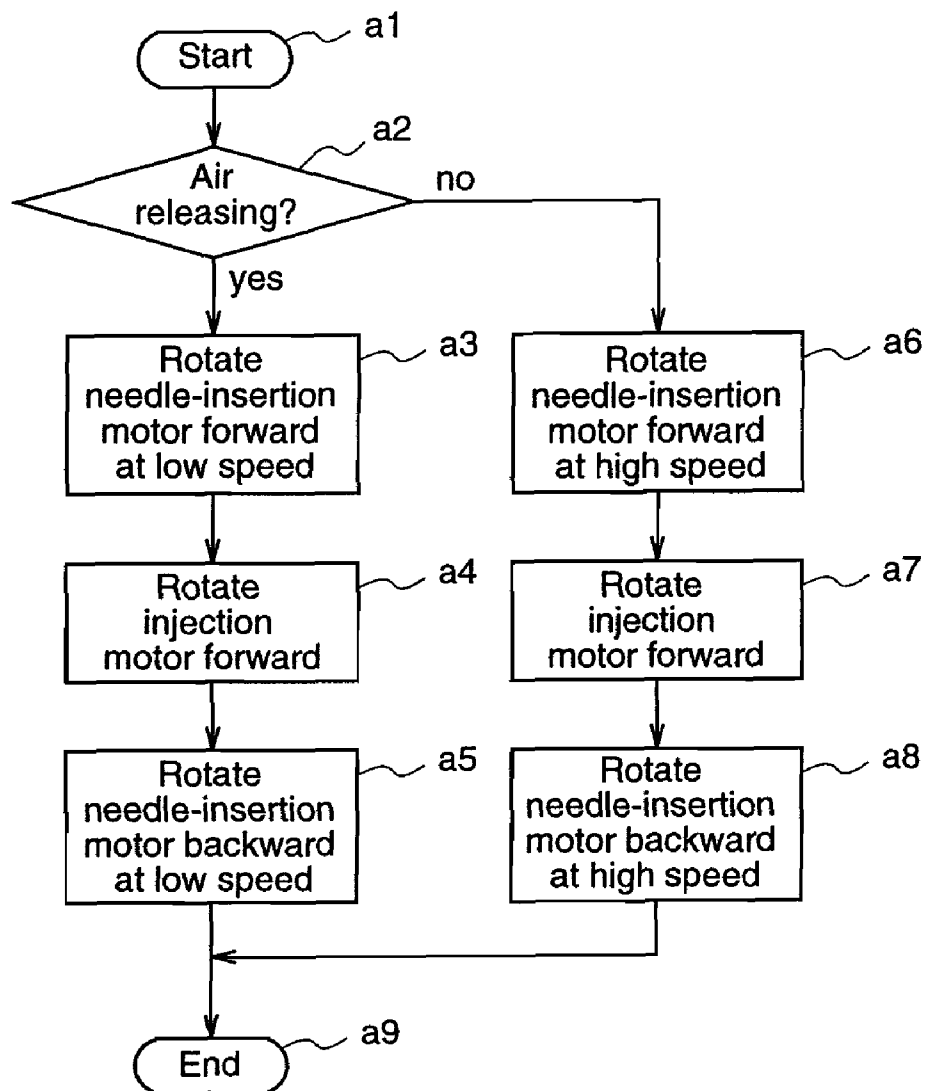 Start
a1
a2
Air
releasing?
no
yes
Rotate
needle-insertion
motor forward
at low speed
a3
Rotate
injection
motor forward
a4
Rotate
needle-insertion
motor backward
at low speed
a5
Rotate
needle-insertion
motor forward
at high speed
a6
Rotate
injection
motor forward
a7
Rotate
needle-insertion
motor backward
at high speed
a8
End
a9